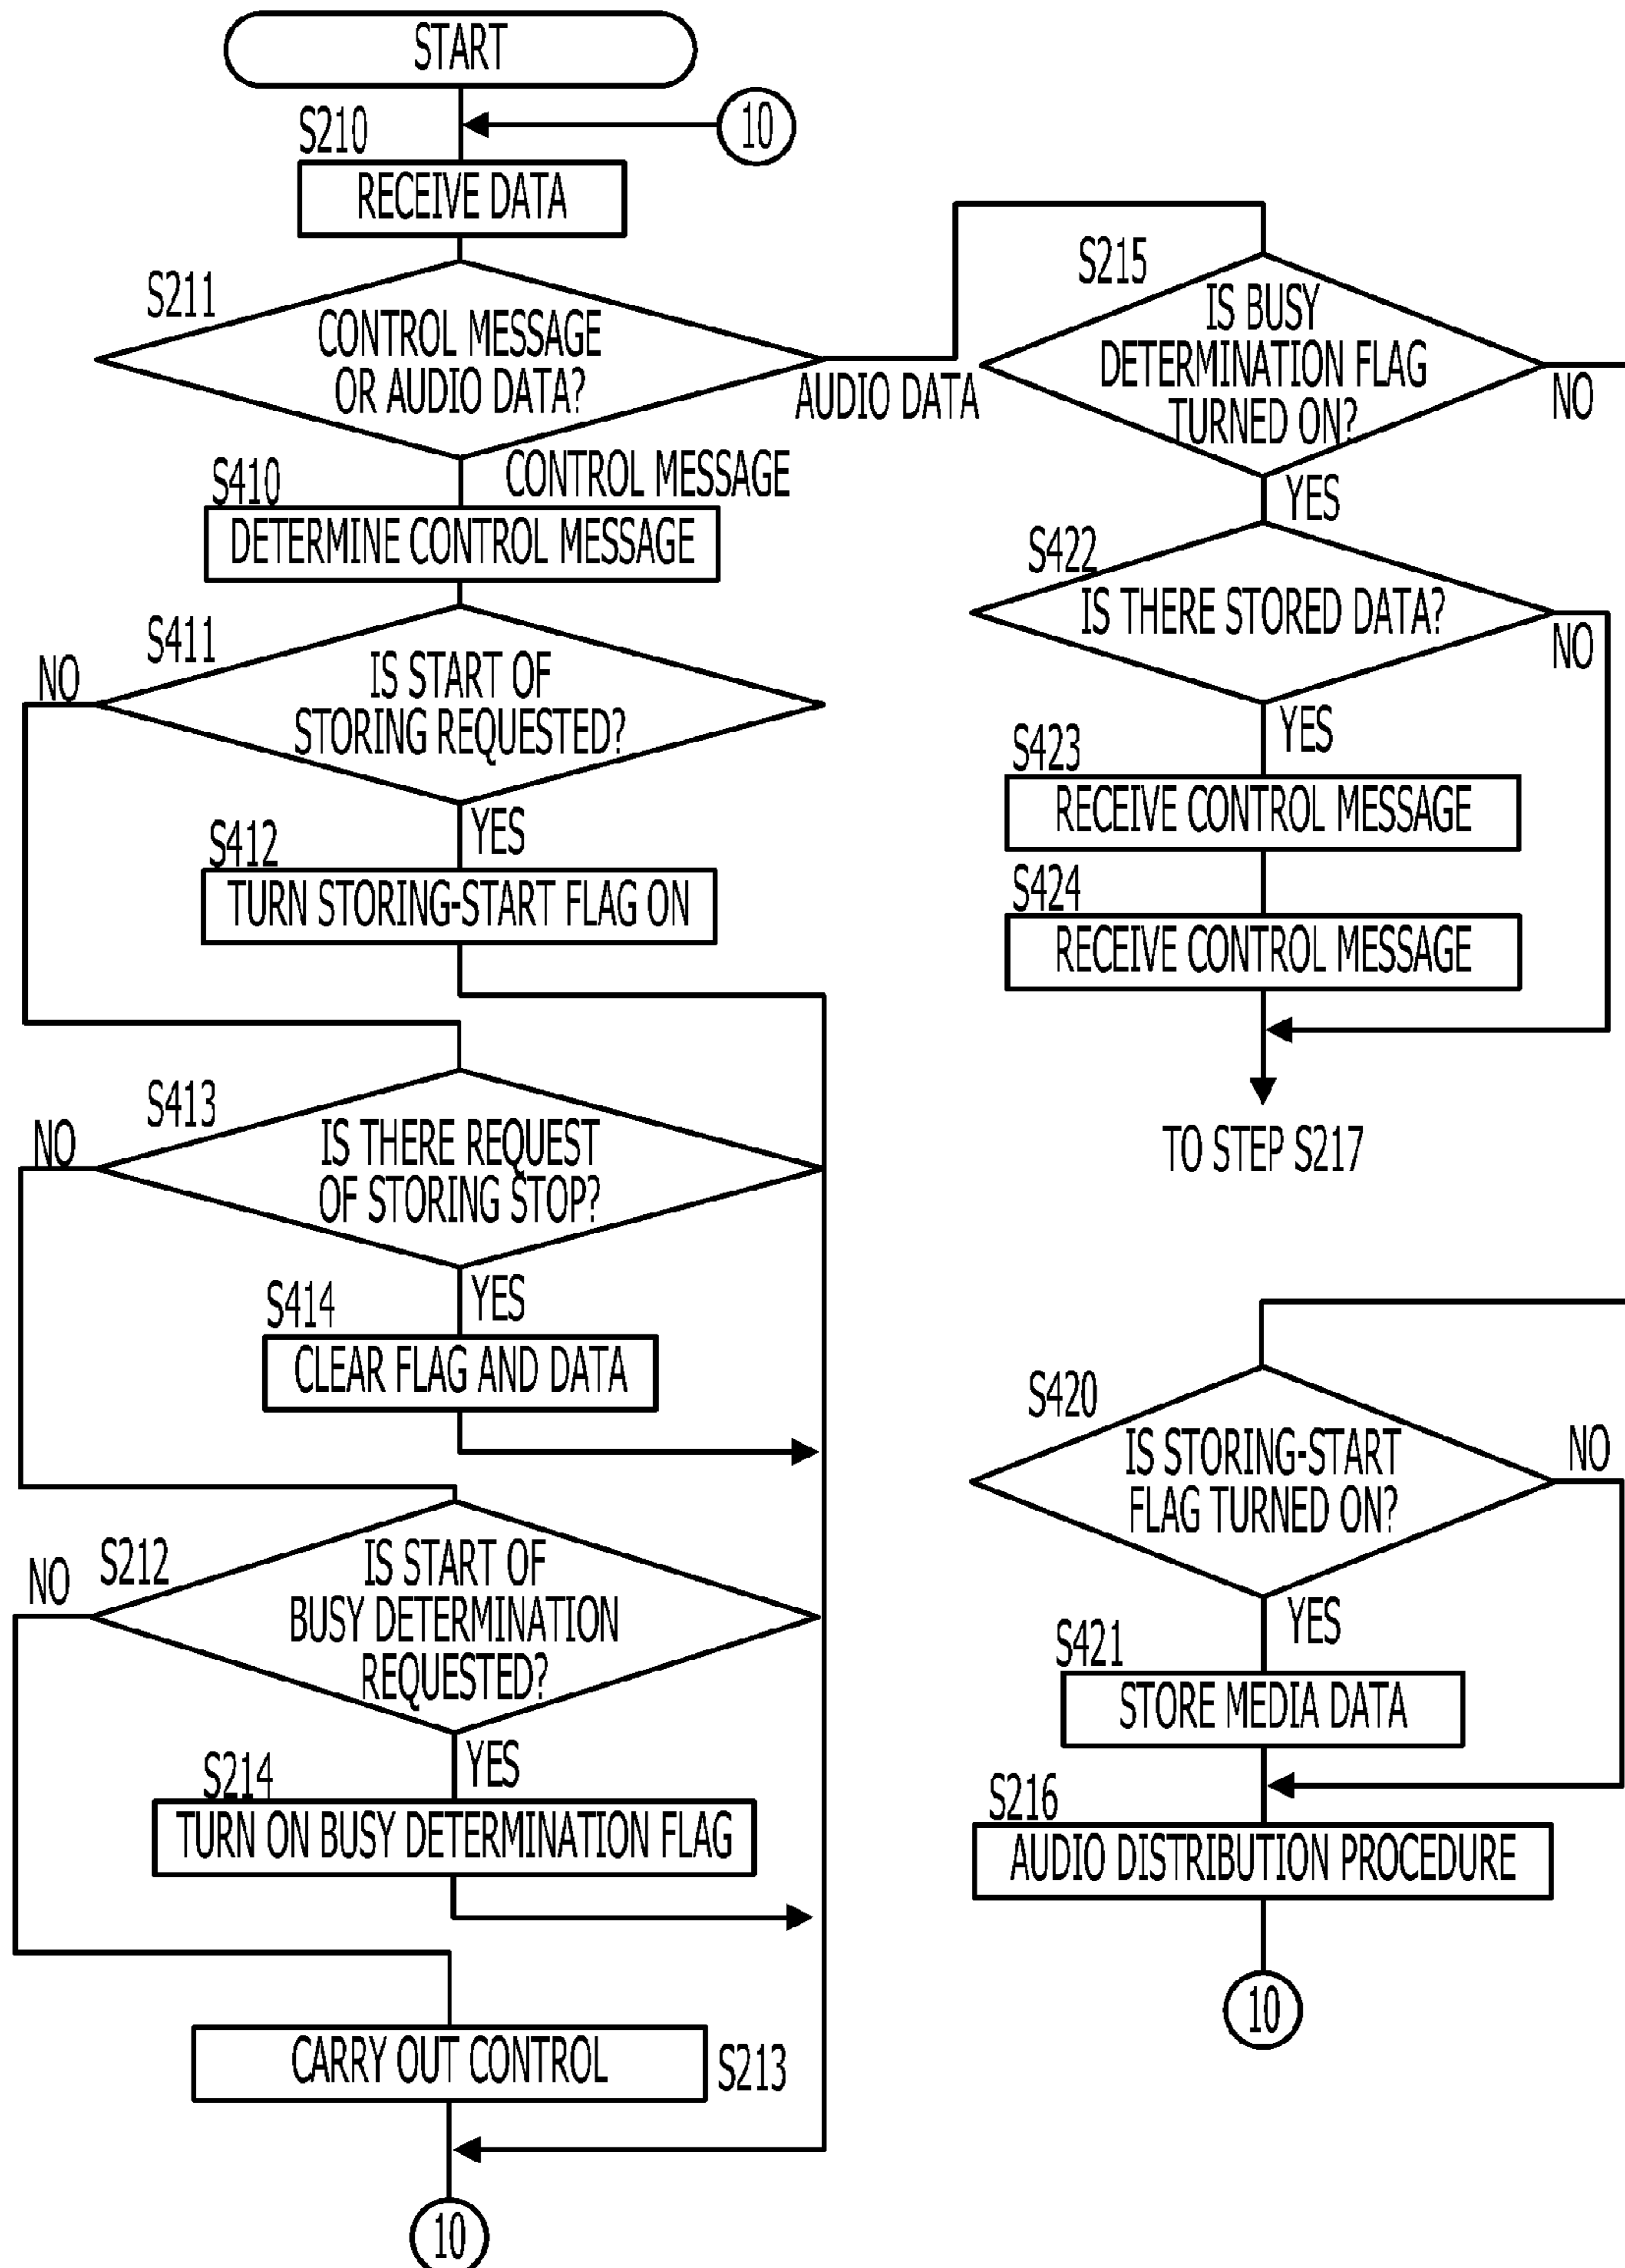 START
10
S210
RECEIVE DATA
S211
CONTROL MESSAGE
OR AUDIO DATA?
AUDIO DATA
CONTROL MESSAGE
S410
DETERMINE CONTROL MESSAGE
S411
NO
IS START OF
STORING REQUESTED?
YES
S412
TURN STORING-START FLAG ON
S413
NO
IS THERE REQUEST
OF STORING STOP?
YES
S414
CLEAR FLAG AND DATA
S212
NO
IS START OF
BUSY DETERMINATION
REQUESTED?
YES
S214
TURN ON BUSY DETERMINATION FLAG
CARRY OUT CONTROL
S213
10
S215
IS BUSY
DETERMINATION FLAG
TURNED ON?
NO
YES
S422
IS THERE STORED DATA?
NO
YES
S423
RECEIVE CONTROL MESSAGE
S424
RECEIVE CONTROL MESSAGE
TO STEP S217
S420
IS STORING-START
FLAG TURNED ON?
NO
YES
S421
STORE MEDIA DATA
S216
AUDIO DISTRIBUTION PROCEDURE
10